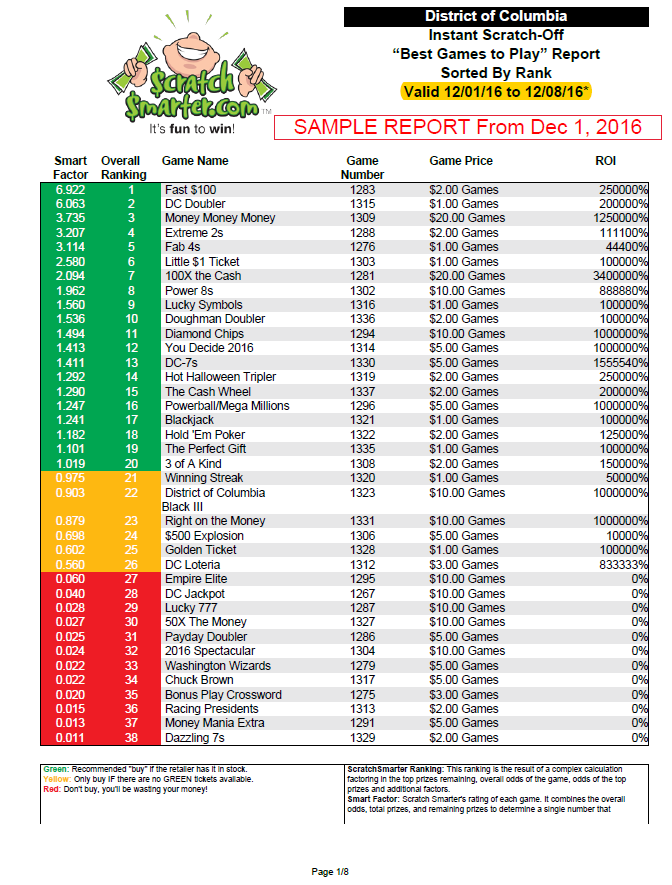 District of Columbia
Instant Scratch-Off
“Best Games to Play” Report
Sorted By Rank
Valid 12/01/16 to 12/08/16*
Scratch
Smarter.com TM
It's fun to win!
SAMPLE REPORT From Dec 1, 2016
Smart Factor Overall Ranking Game Name Game Number Game Price ROI
6.922 1 Fast $100 1283 $2.00 Games 250000%
6.063 2 DC Doubler 1315 $1.00 Games 200000%
3.735 3 Money Money Money 1309 $20.00 Games 1250000%
3.207 4 Extreme 2s 1288 $2.00 Games 111100%
3.114 5 Fab 4s 1276 $1.00 Games 44400%
2.580 6 Little $1 Ticket 1303 $1.00 Games 100000%
2.094 7 100X the Cash 1281 $20.00 Games 3400000%
1.962 8 Power 8s 1302 $10.00 Games 888880%
1.560 9 Lucky Symbols 1316 $1.00 Games 100000%
1.536 10 Doughman Doubler 1336 $2.00 Games 100000%
1.494 11 Diamond Chips 1294 $10.00 Games 1000000%
1.413 12 You Decide 2016 1314 $5.00 Games 1000000%
1.411 13 DC-7s 1330 $5.00 Games 1555540%
1.292 14 Hot Halloween Tripler 1319 $2.00 Games 250000%
1.290 15 The Cash Wheel 1337 $2.00 Games 200000%
1.247 16 Powerball/Mega Millions 1296 $5.00 Games 1000000%
1.241 17 Blackjack 1321 $1.00 Games 100000%
1.182 18 Hold 'Em Poker 1322 $2.00 Games 125000%
1.101 19 The Perfect Gift 1335 $1.00 Games 100000%
1.019 20 3 of A Kind 1308 $2.00 Games 150000%
0.975 21 Winning Streak 1320 $1.00 Games 50000%
0.903 22 District of Columbia 1323 $10.00 Games 1000000%
Black III
0.879 23 Right on the Money 1331 $10.00 Games 1000000%
0.698 24 $500 Explosion 1306 $5.00 Games 10000%
0.602 25 Golden Ticket 1328 $1.00 Games 100000%
0.560 26 DC Loteria 1312 $3.00 Games 833333%
0.060 27 Empire Elite 1295 $10.00 Games 0%
0.040 28 DC Jackpot 1267 $10.00 Games 0%
0.028 29 Lucky 777 1287 $10.00 Games 0%
0.027 30 50X The Money 1327 $10.00 Games 0%
0.025 31 Payday Doubler 1286 $5.00 Games 0%
0.024 32 2016 Spectacular 1304 $10.00 Games 0%
0.022 33 Washington Wizards 1279 $5.00 Games 0%
0.022 34 Chuck Brown 1317 $5.00 Games 0%
0.020 35 Bonus Play Crossword 1275 $3.00 Games 0%
0.015 36 Racing Presidents 1313 $2.00 Games 0%
0.013 37 Money Mania Extra 1291 $5.00 Games 0%
0.011 38 Dazzling 7s 1329 $2.00 Games 0%
Green: Recommended "buy" if the retailer has it in stock.
Yellow: Only buy IF there are no GREEN tickets available.
Red: Don't buy, you'll be wasting your money!
ScratchSmarter Ranking: This ranking is the result of a complex calculation
factoring in the top prizes remaining, overall odds of the game, odds of the top
prizes and additional factors.
Smart Factor: Scratch Smarter's rating of each game. It combines the overall
odds, total prizes, and remaining prizes to determine a single number that
Page 1/8